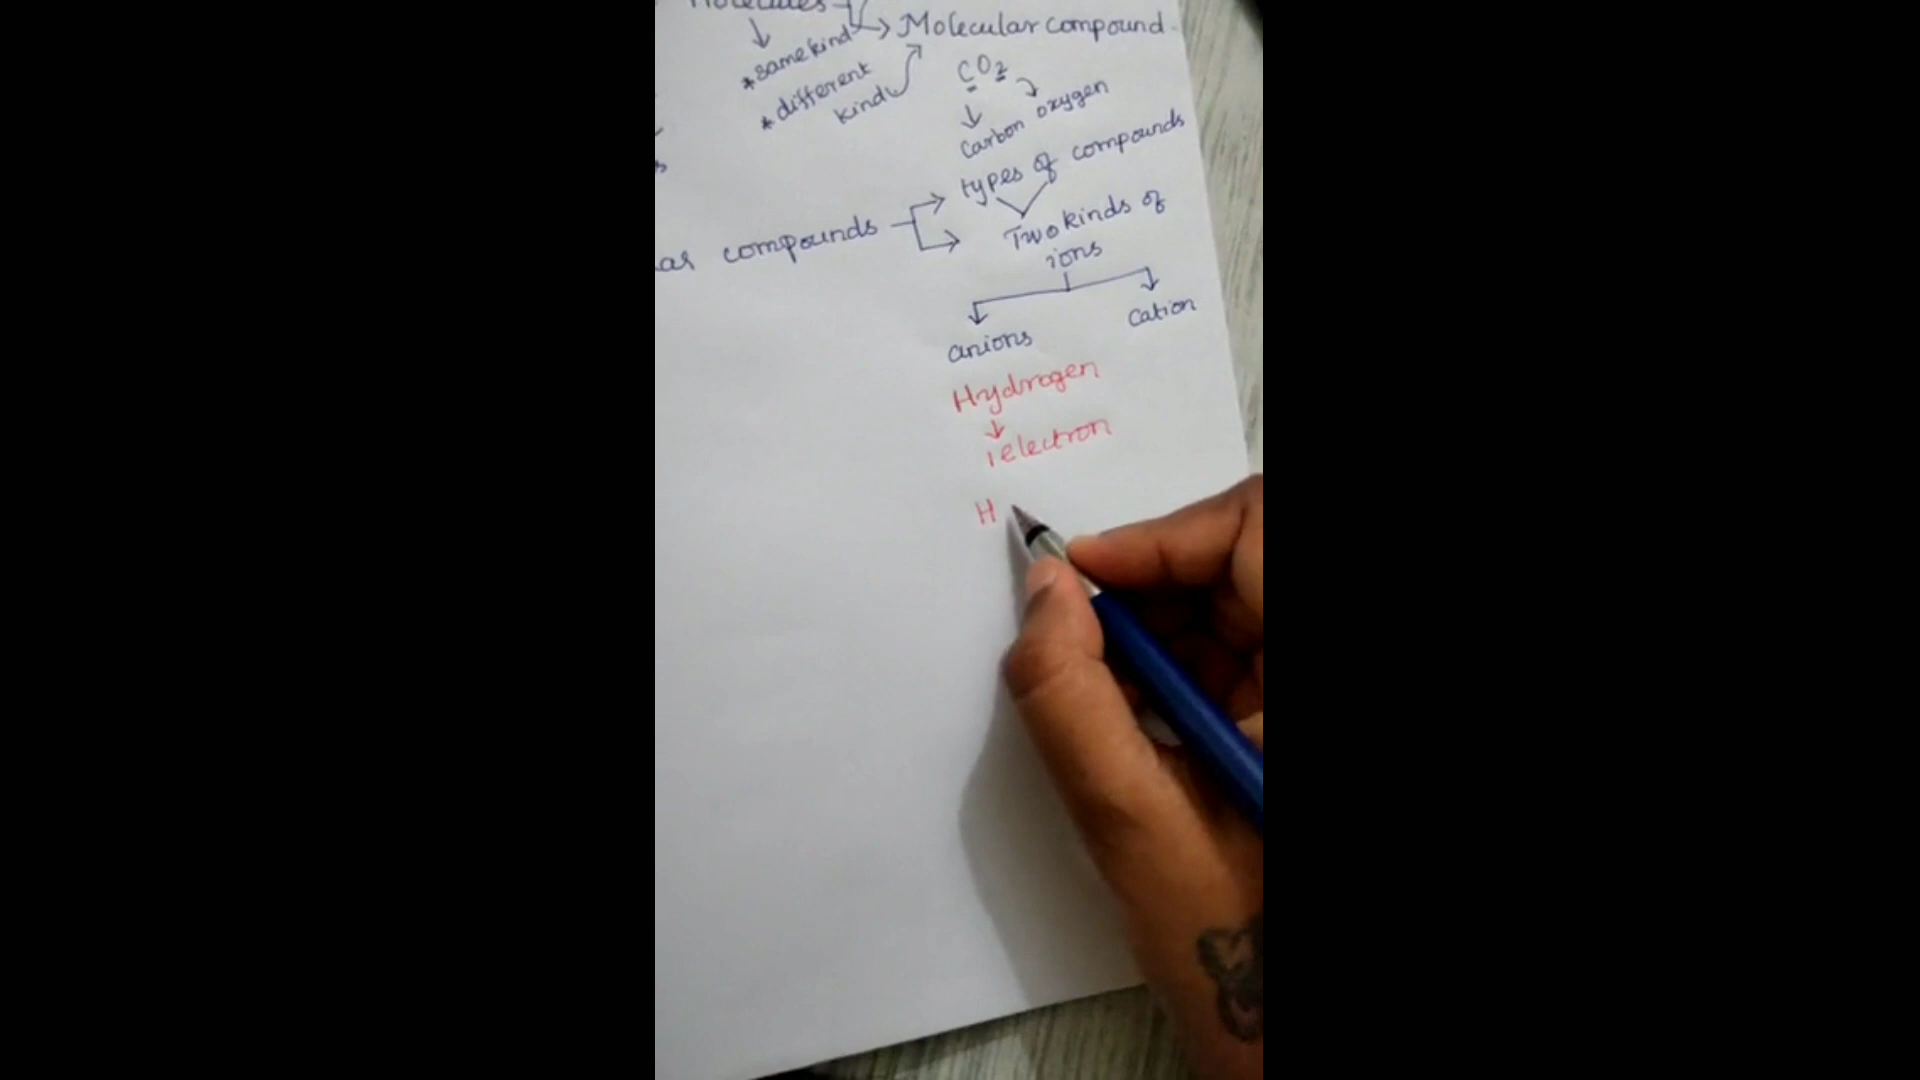 Molecules
Molecular compound
*same kind
*different
kind
CO2
Carbon oxygen
types of compounds
compounds
Two kinds of
ions
anions
Cation
Hydrogen
1 electron
H